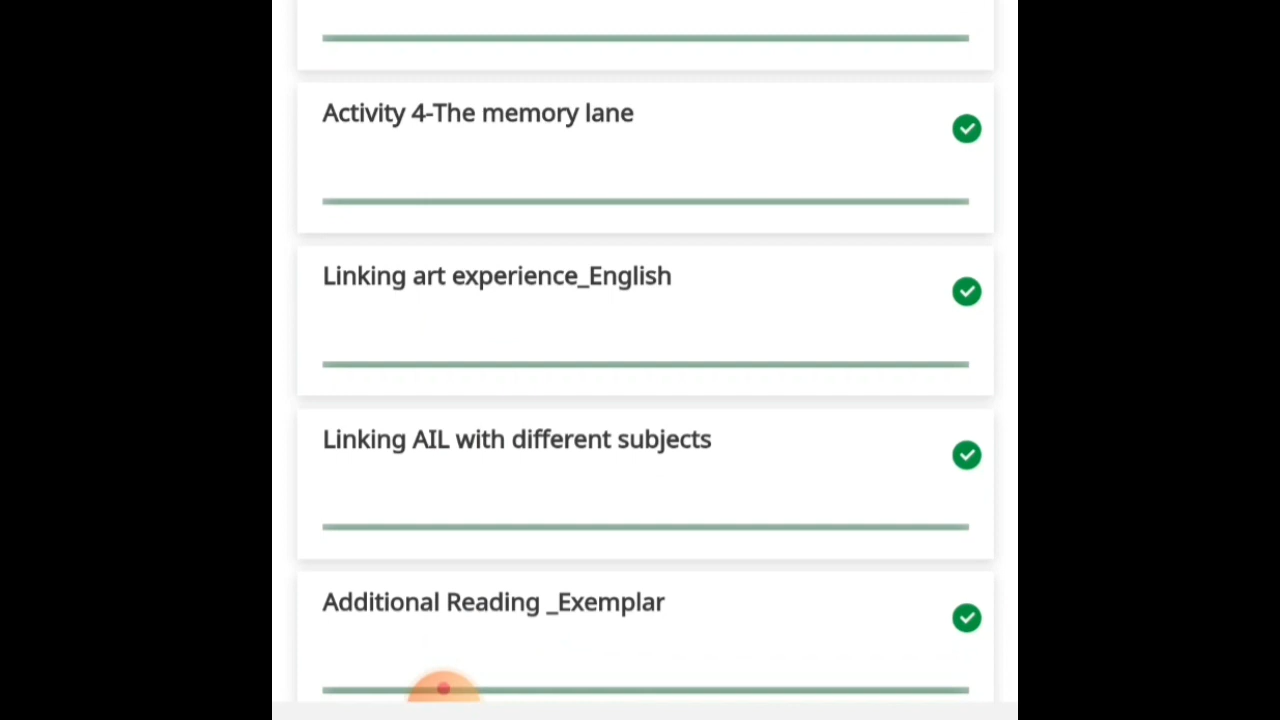 Activity 4-The memory lane
Linking art experience_English
Linking AIL with different subjects
Additional Reading _Exemplar